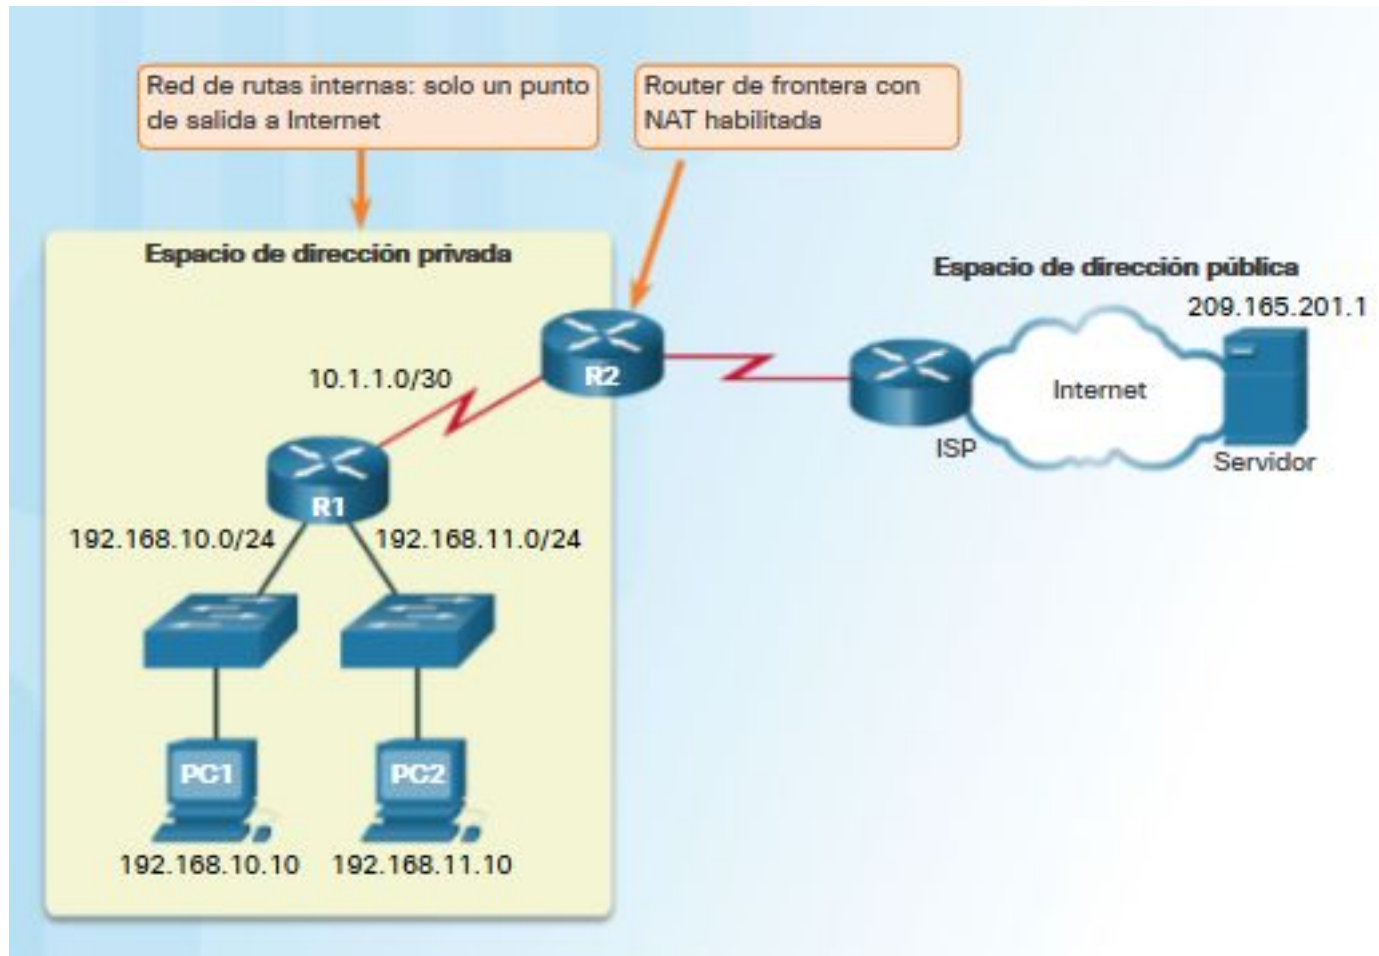 Red de rutas internas: solo un punto
de salida a Internet
Router de frontera con
NAT habilitada
Espacio de dirección privada
Espacio de dirección pública
209.165.201.1
10.1.1.0/30
R2
Internet
ISP
Servidor
R1
192.168.10.0/24
192.168.11.0/24
PC1
PC2
192.168.10.10
192.168.11.10